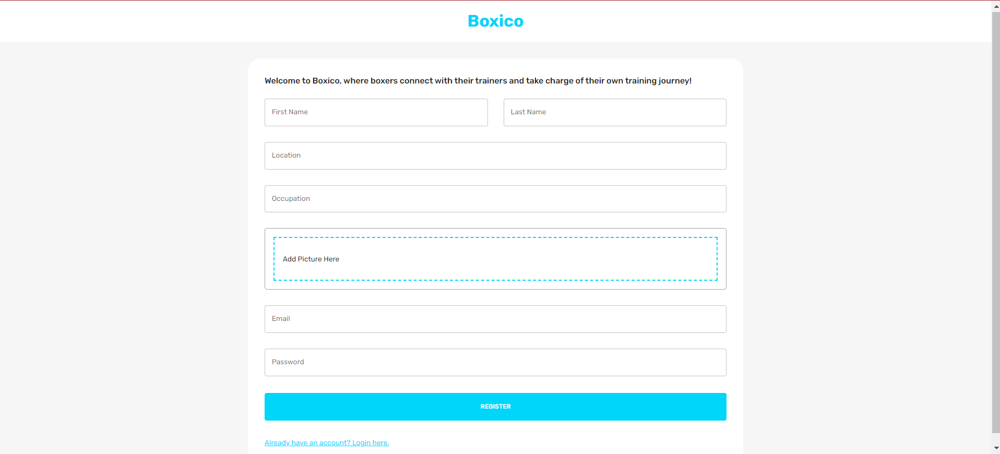 Boxico
Welcome to Boxico, where boxers connect with their trainers and take charge of their own training journey!
First Name
Last Name
Location
Occupation
Add Picture Here
Email
Password
REGISTER
Already have an account? Login here.